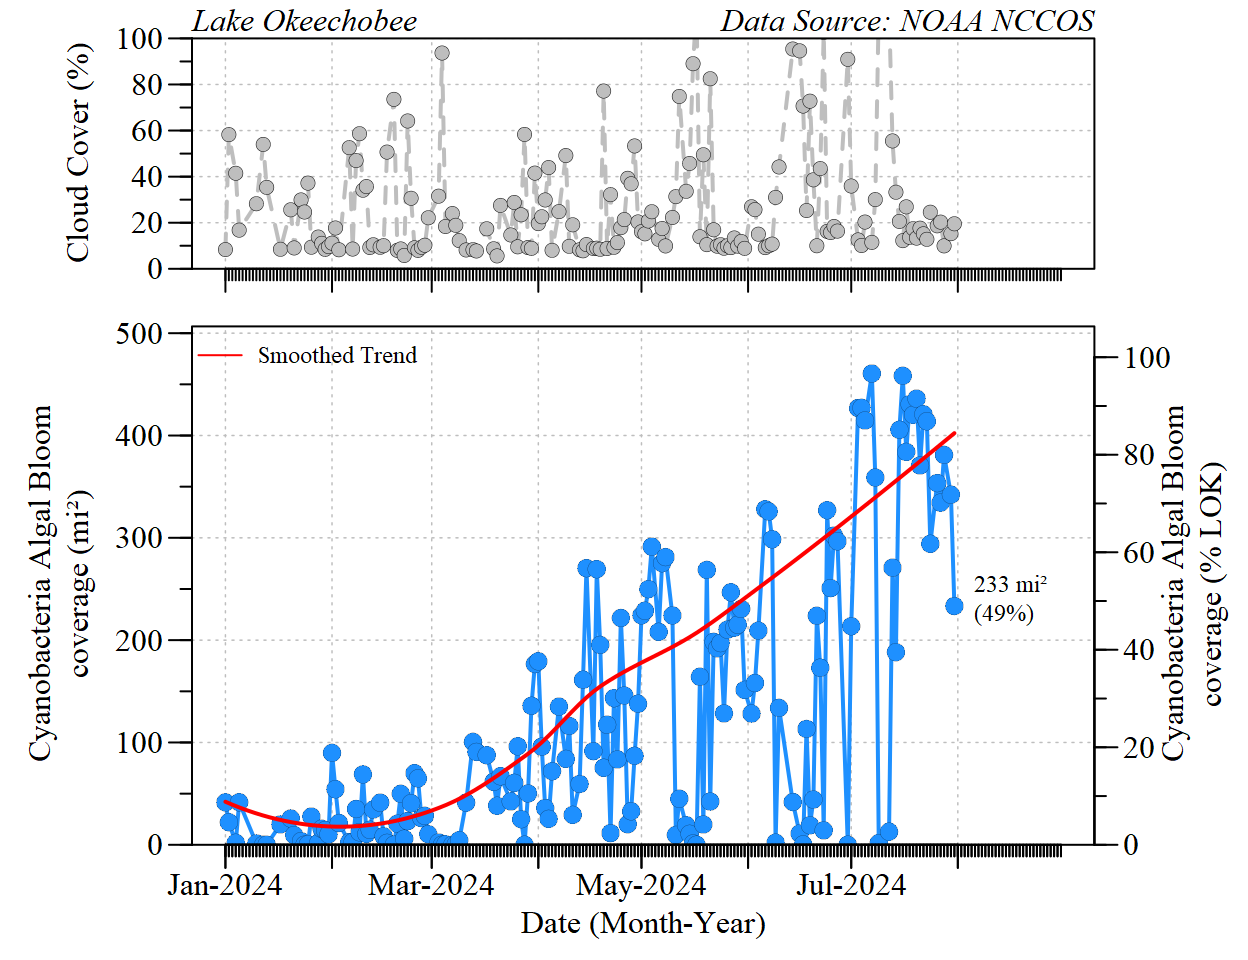 Lake Okeechobee
Data Source: NOAA NCCOS
Cloud Cover (%)
100
80
60
40
20
0
Smoothed Trend
Cyanobacteria Algal Bloom
coverage (mi²)
500
400
300
200
100
0
233 mi²
(49%)
100
80
60
40
20
0
Cyanobacteria Algal Bloom
coverage (% LOK)
Jan-2024
Mar-2024
May-2024
Jul-2024
Date (Month-Year)